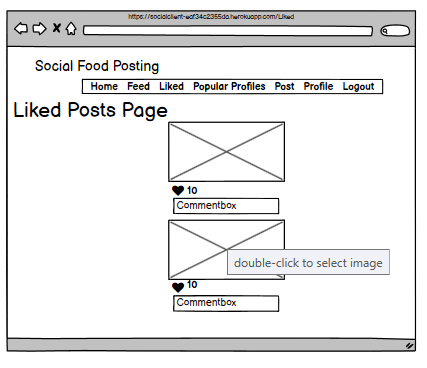 https://socialclient-eaf34c2355da.herokuapp.com/Liked
Social Food Posting
Home Feed Liked Popular Profiles Post Profile Logout
Liked Posts Page
10
Commentbox
double-click to select image
10
Commentbox